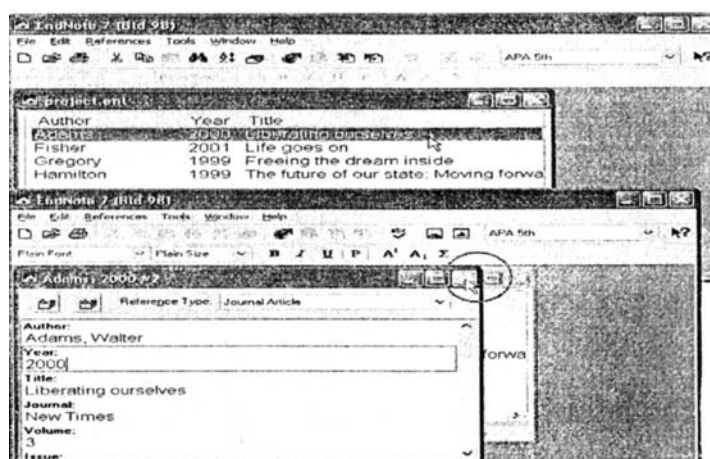 EndNote 7 (Bld 98)
File Edit References Tools Window Help
APA 5th
project.enl
Author Year Title
Adams 2000 Liberating ourselves
Fisher 2001 Life goes on
Gregory 1999 Freeing the dream inside
Hamilton 1999 The future of our state: Moving forwa
EndNote 7 (Bld 98)
File Edit References Tools Window Help
APA 5th
Plain Font Plain Size B I U P A¹ A₁ Σ
Adams, 2000 #2
Reference Type: Journal Article
Author:
Adams, Walter
Year:
2000
forwa
Title:
Liberating ourselves
Journal:
New Times
Volume:
3
Issue: